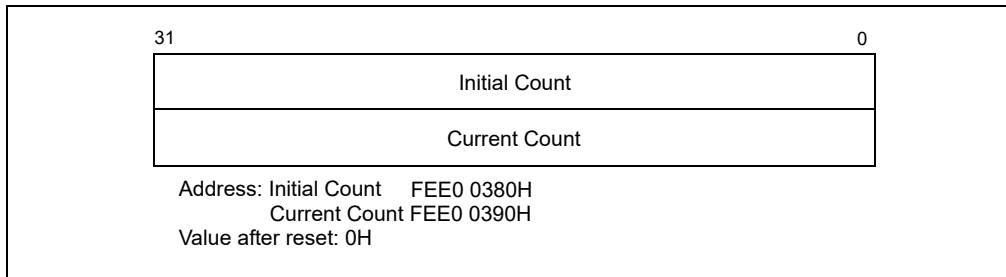 31 0
Initial Count
Current Count
Address: Initial Count FEE0 0380H
Current Count FEE0 0390H
Value after reset: 0H